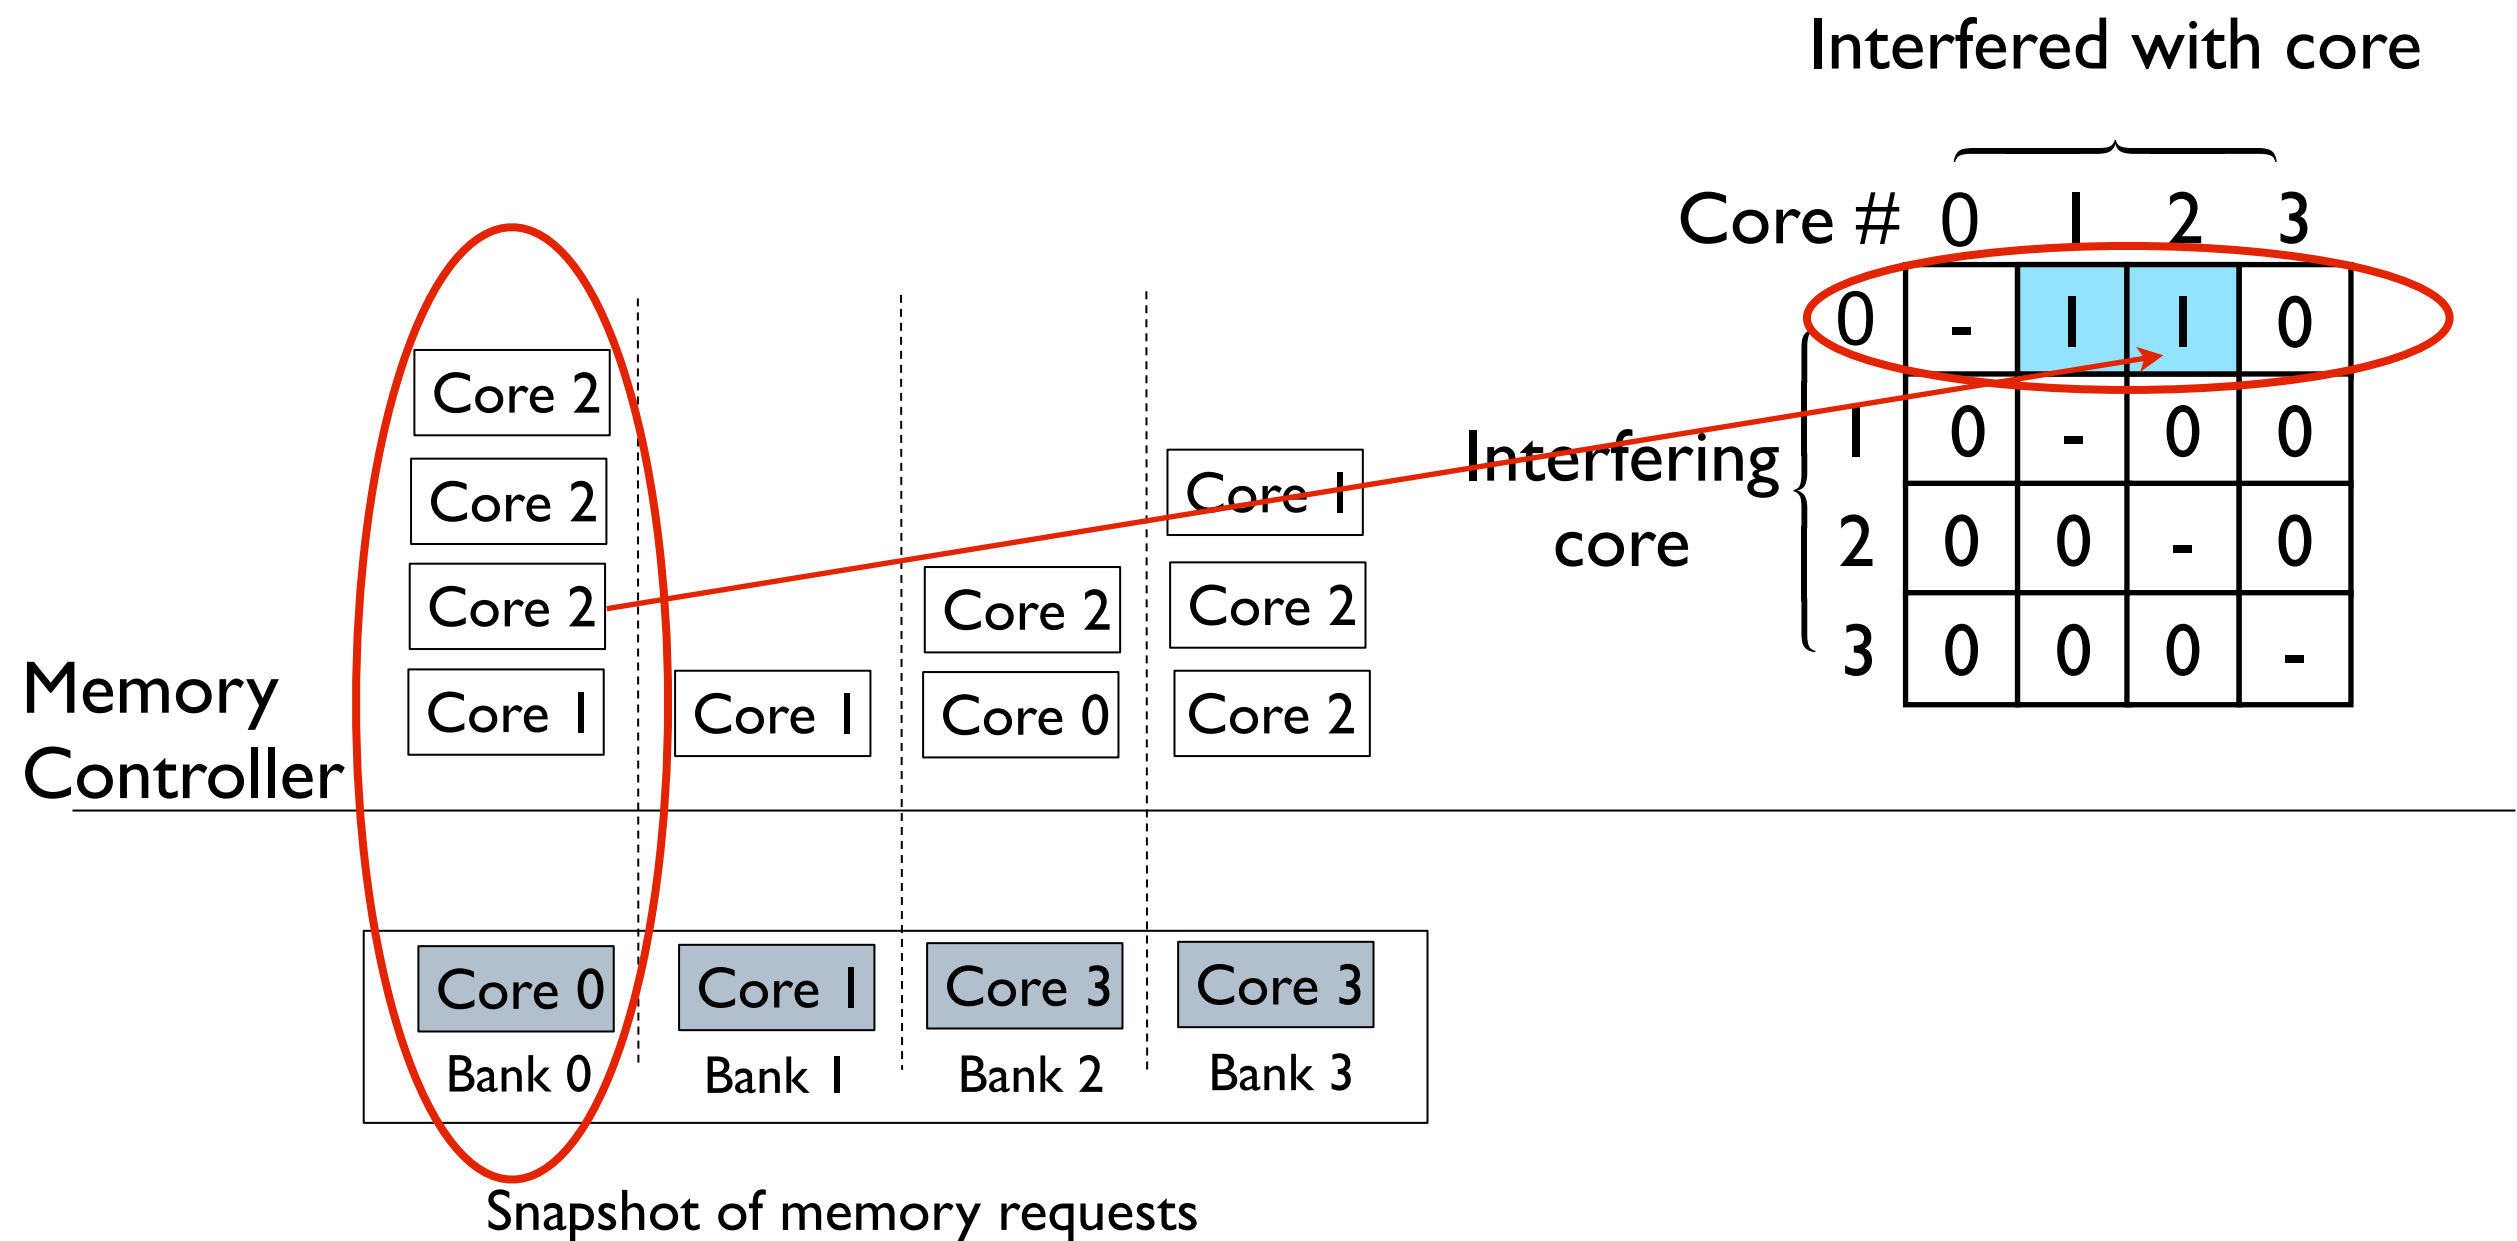 Interfered with core
Core # 0 1 2 3
0 - 1 1 0
1 0 - 0 0
2 0 0 - 0
3 0 0 0 -
Interfering
core
Core 2
Core 2
Core 1
Core 2 Core 2 Core 2
Core 1 Core 1 Core 0 Core 2
Memory
Controller
Core 0 Core 1 Core 3 Core 3
Bank 0 Bank 1 Bank 2 Bank 3
Snapshot of memory requests